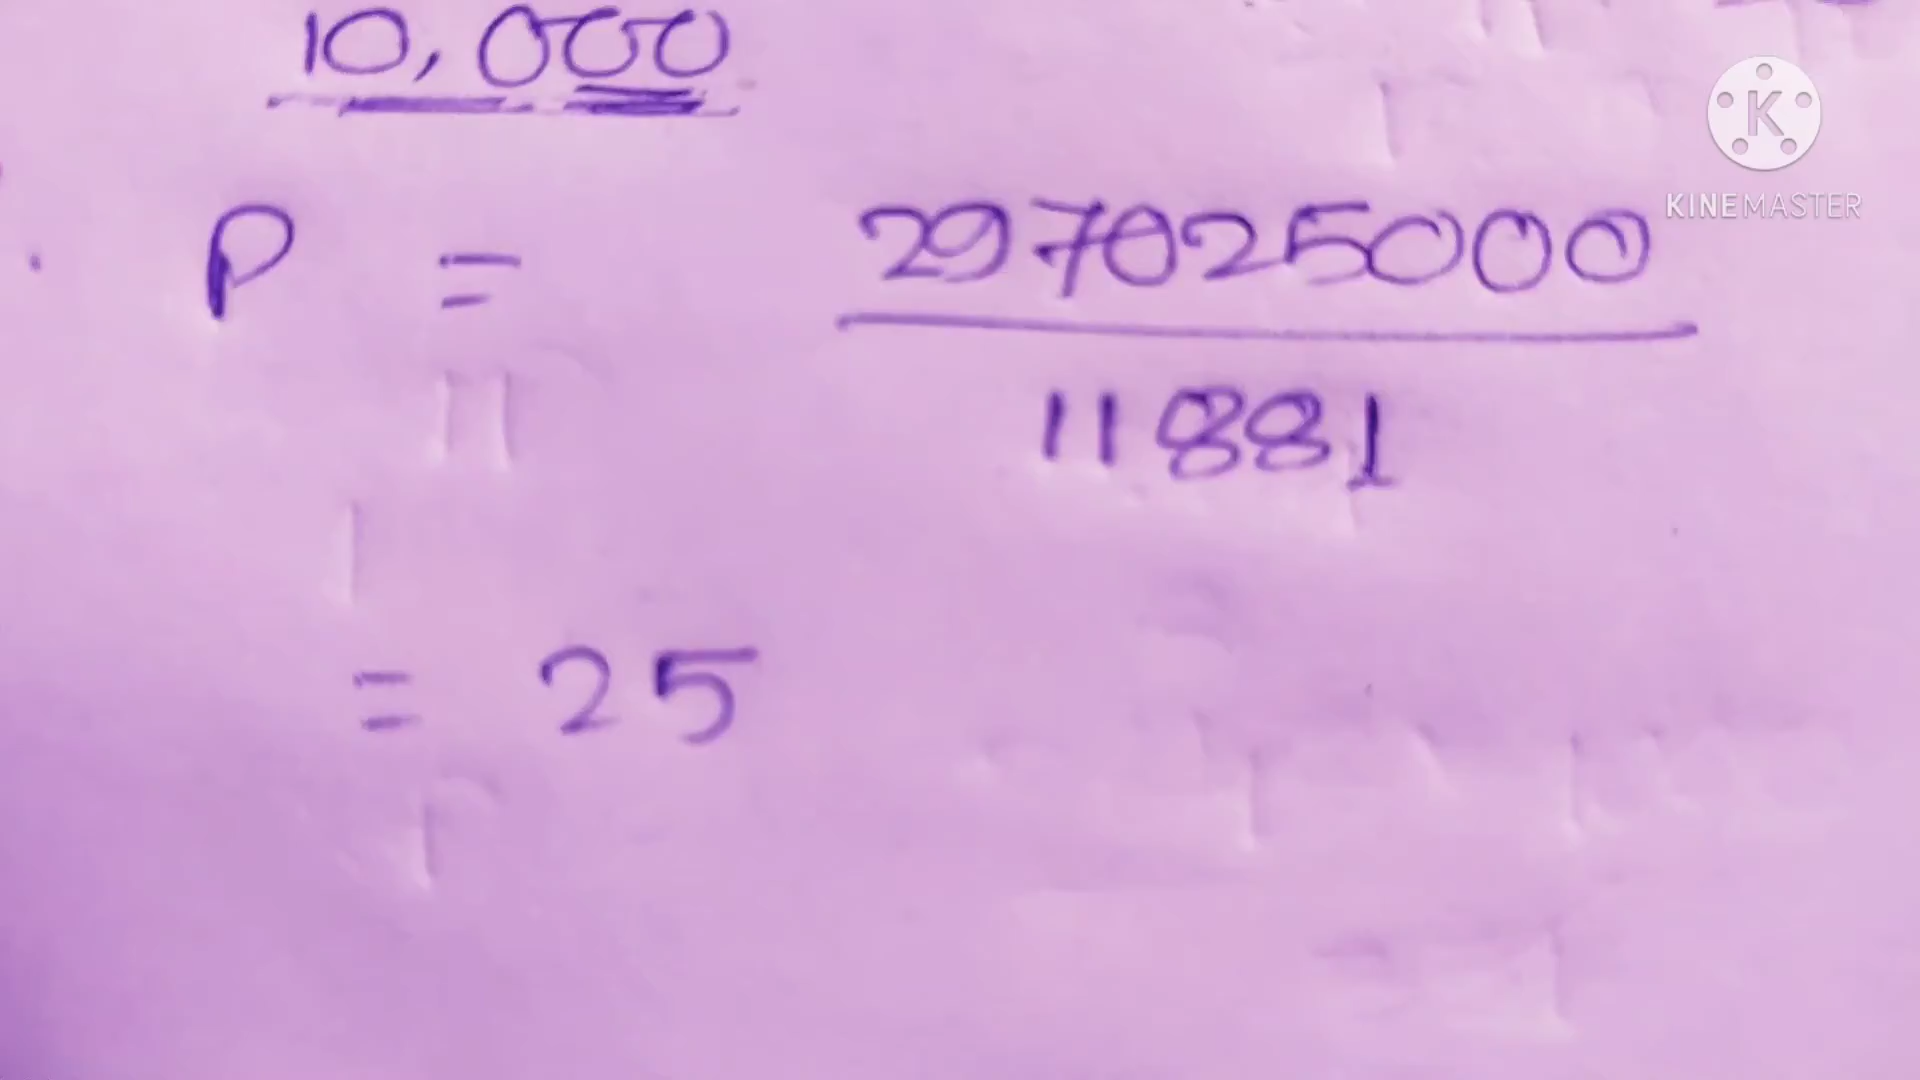 10,000
K
KINEMASTER
P = 297025000
11881
= 25